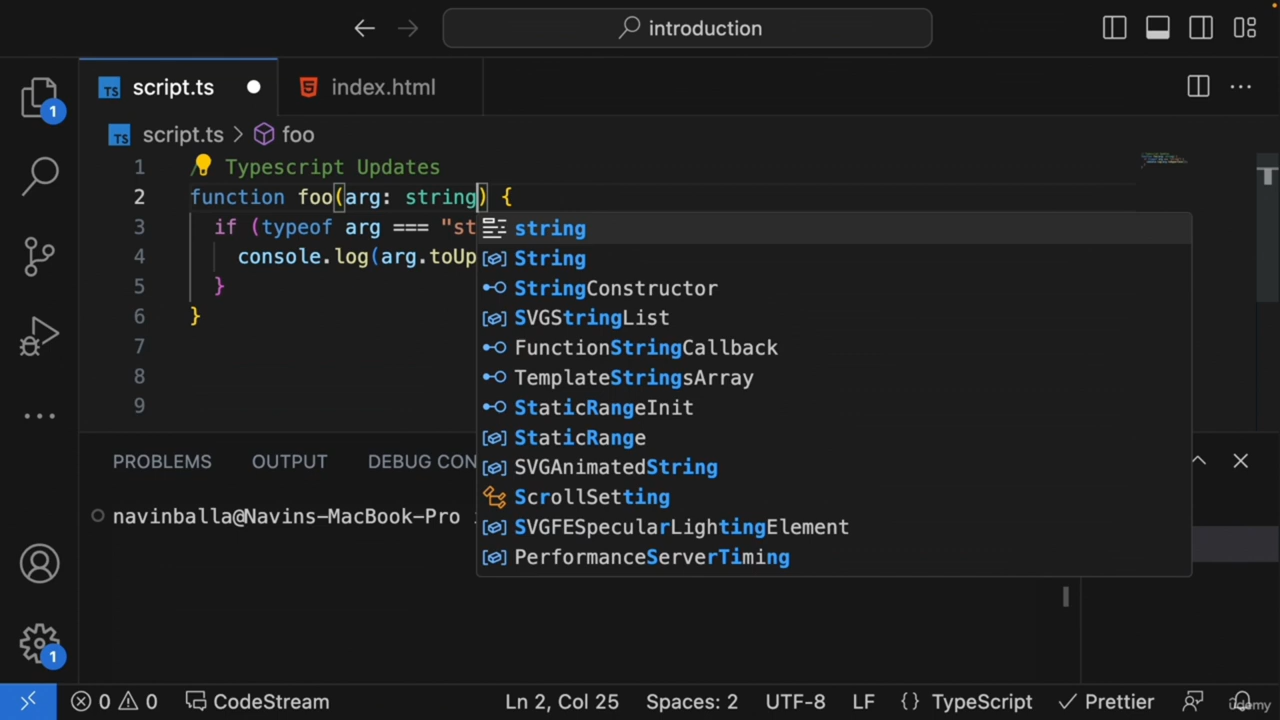 introduction
TS script.ts
index.html
1
TS script.ts > foo
1 // Typescript Updates
2 function foo(arg: string) {
3 if (typeof arg === "st
4 console.log(arg.toUp
5 }
6 }
7
8
9
string
String
StringConstructor
SVGStringList
FunctionStringCallback
TemplateStringsArray
StaticRangeInit
StaticRange
SVGAnimatedString
ScrollSetting
SVGFESpecularLightingElement
PerformanceServerTiming
PROBLEMS OUTPUT DEBUG CON
navinballa@Navins-MacBook-Pro
1
0 0 CodeStream Ln 2, Col 25 Spaces: 2 UTF-8 LF {} TypeScript Prettier
udemy